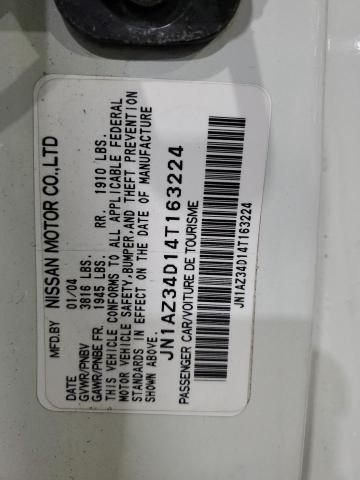 MFD.BY NISSAN MOTOR CO.,LTD
DATE 01/04
GVWR/PNBV 3816 LBS.
GAWR/PNBE FR. 1945 LBS. RR. 1910 LBS.
THIS VEHICLE CONFORMS TO ALL APPLICABLE FEDERAL
MOTOR VEHICLE SAFETY,BUMPER,AND THEFT PREVENTION
STANDARDS IN EFFECT ON THE DATE OF MANUFACTURE
SHOWN ABOVE.
JN1AZ34D14T163224
PASSENGER CAR/VOITURE DE TOURISME
JN1AZ34D14T163224